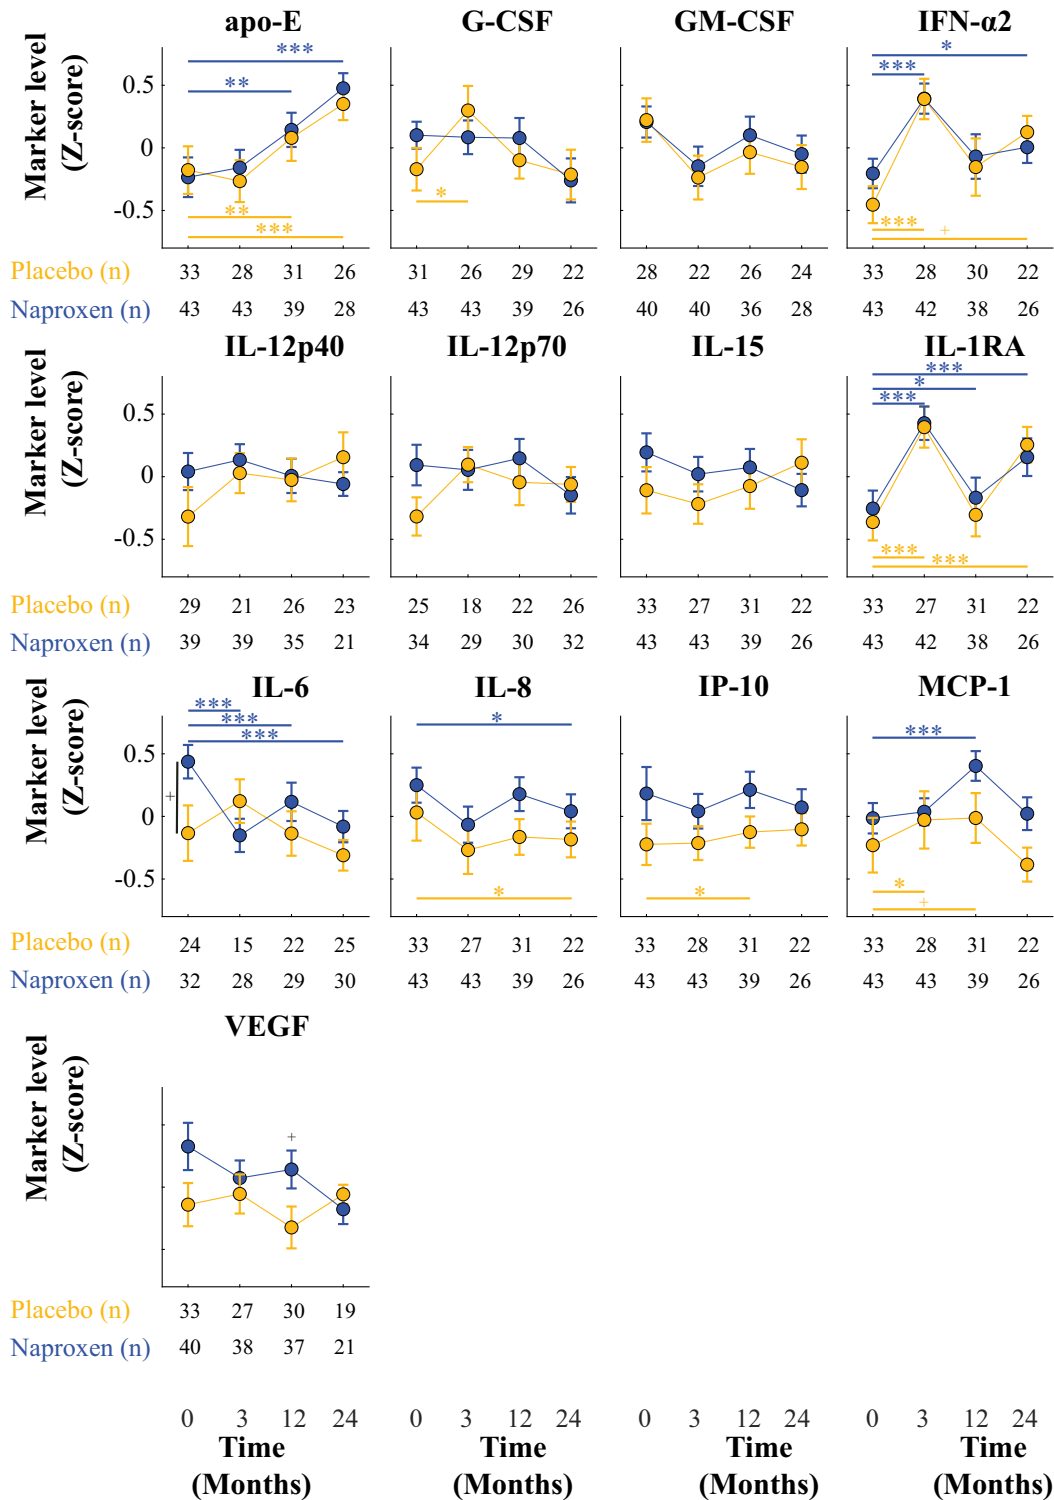 apo-E G-CSF GM-CSF IFN-α2
*** *
** ***
0.5
0
-0.5
*
** *** +
***
Marker level
(Z-score)
Placebo (n) 33 28 31 26 31 26 29 22 28 22 26 24 33 28 30 22
Naproxen (n) 43 43 39 28 43 43 39 26 40 40 36 28 43 42 38 26
IL-12p40 IL-12p70 IL-15 IL-1RA
***
*
***
0.5
0
-0.5
***
***
Marker level
(Z-score)
Placebo (n) 29 21 26 23 25 18 22 26 33 27 31 22 33 27 31 22
Naproxen (n) 39 39 35 21 34 29 30 32 43 43 39 26 43 42 38 26
IL-6 IL-8 IP-10 MCP-1
***
*** *
*** ***
0.5
+
0
-0.5
* * *
+
Marker level
(Z-score)
Placebo (n) 24 15 22 25 33 27 31 22 33 28 31 22 33 28 31 22
Naproxen (n) 32 28 29 30 43 43 39 26 43 43 39 26 43 43 39 26
VEGF
+
Marker level
(Z-score)
Placebo (n) 33 27 30 19
Naproxen (n) 40 38 37 21
0 3 12 24 0 3 12 24 0 3 12 24 0 3 12 24
Time Time Time Time
(Months) (Months) (Months) (Months)